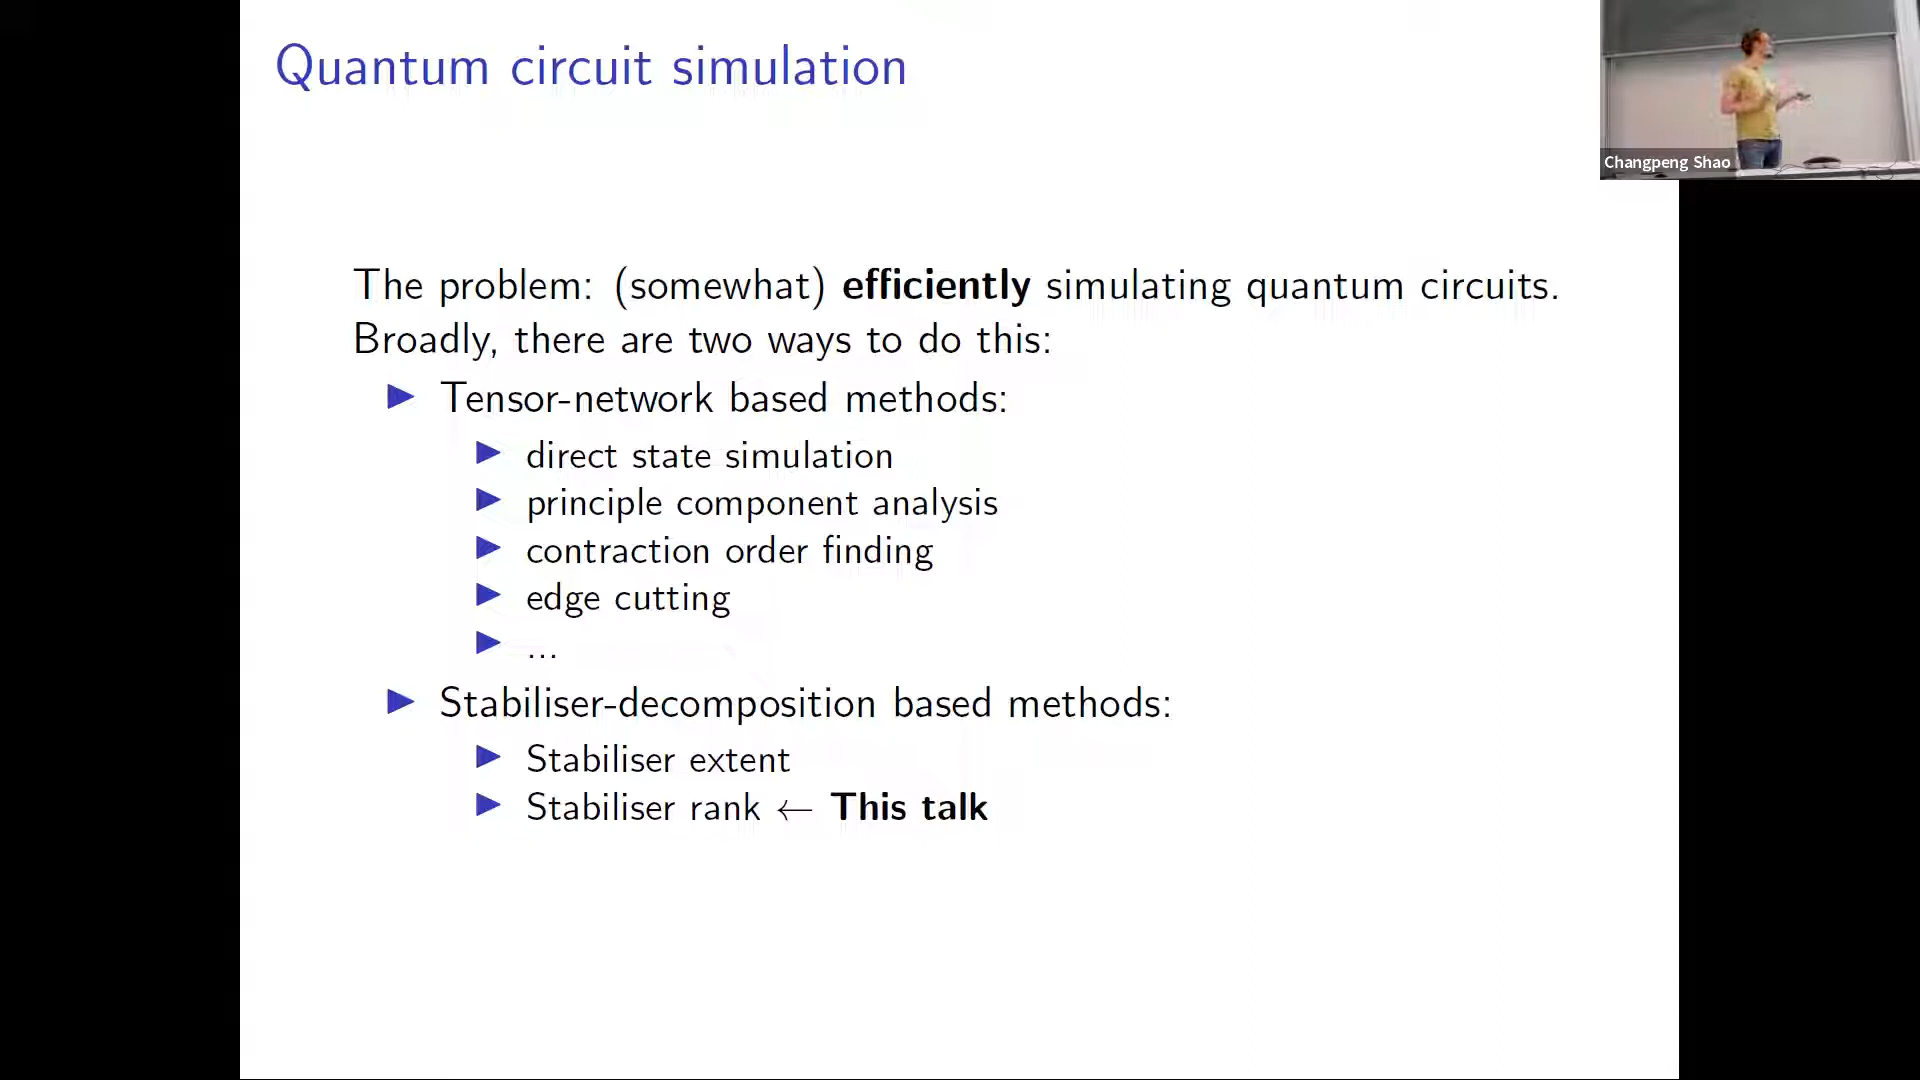 Quantum circuit simulation
Changpeng Shao
The problem: (somewhat) efficiently simulating quantum circuits.
Broadly, there are two ways to do this:
Tensor-network based methods:
direct state simulation
principle component analysis
contraction order finding
edge cutting
...
Stabiliser-decomposition based methods:
Stabiliser extent
Stabiliser rank ← This talk